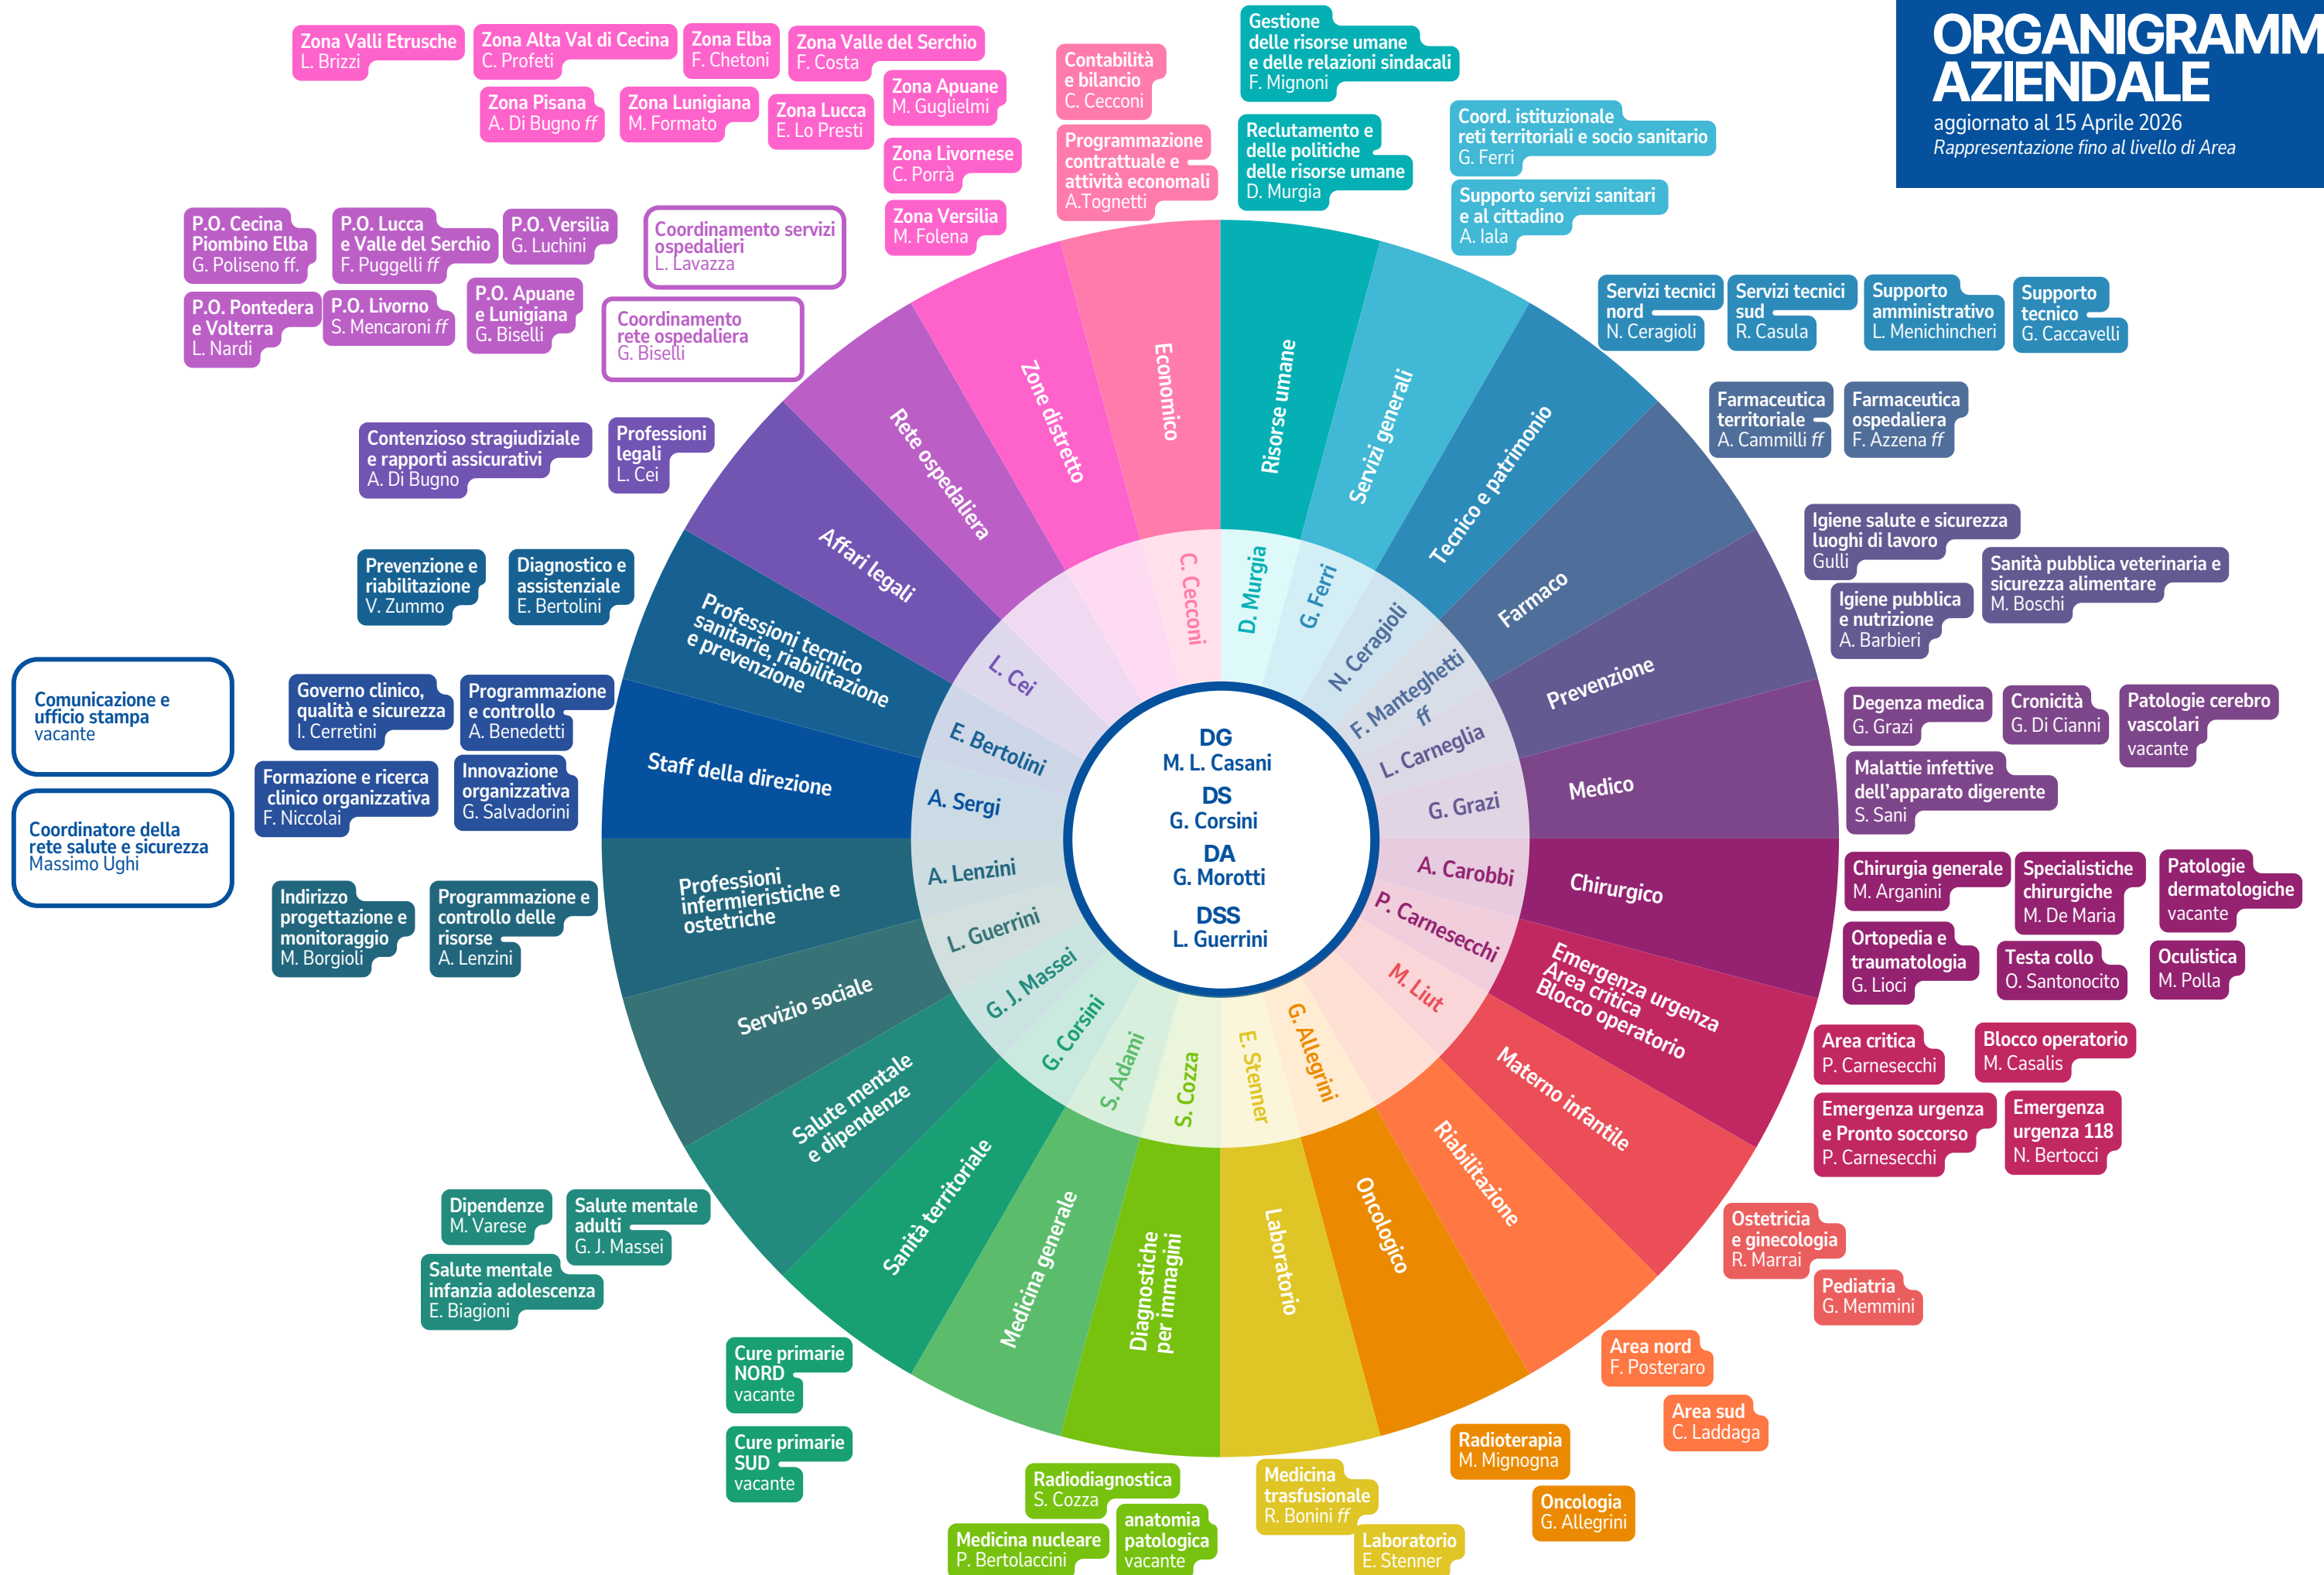 ORGANIGRAMM
AZIENDALE
aggiornato al 15 Aprile 2026
Rappresentazione fino al livello di Area
Zona Valli Etrusche
L. Brizzi
Zona Alta Val di Cecina
C. Profeti
Zona Elba
F. Chetoni
Zona Valle del Serchio
F. Costa
Zona Pisana
A. Di Bugno ff
Zona Lunigiana
M. Formato
Zona Lucca
E. Lo Presti
Zona Apuane
M. Guglielmi
Zona Livornese
C. Porrà
Zona Versilia
M. Folena
Contabilità
e bilancio
C. Cecconi
Programmazione
contrattuale e
attività economali
A.Tognetti
Gestione
delle risorse umane
e delle relazioni sindacali
F. Mignoni
Reclutamento e
delle politiche
delle risorse umane
D. Murgia
Coord. istituzionale
reti territoriali e socio sanitario
G. Ferri
Supporto servizi sanitari
e al cittadino
A. Iala
Servizi tecnici
nord
N. Ceragioli
Servizi tecnici
sud
R. Casula
Supporto
amministrativo
L. Menichincheri
Supporto
tecnico
G. Caccavelli
Farmaceutica
territoriale
A. Cammilli ff
Farmaceutica
ospedaliera
F. Azzena ff
Igiene salute e sicurezza
luoghi di lavoro
Gulli
Sanità pubblica veterinaria e
sicurezza alimentare
M. Boschi
Igiene pubblica
e nutrizione
A. Barbieri
Degenza medica
G. Grazi
Cronicità
G. Di Cianni
Patologie cerebro
vascolari
vacante
Malattie infettive
dell'apparato digerente
S. Sani
Chirurgia generale
M. Arganini
Specialistiche
chirurgiche
M. De Maria
Patologie
dermatologiche
vacante
Ortopedia e
traumatologia
G. Lioci
Testa collo
O. Santonocito
Oculistica
M. Polla
Area critica
P. Carnesecchi
Blocco operatorio
M. Casalis
Emergenza urgenza
e Pronto soccorso
P. Carnesecchi
Emergenza
urgenza 118
N. Bertocci
Ostetricia
e ginecologia
R. Marrai
Pediatria
G. Memmini
Area nord
F. Posteraro
Area sud
C. Laddaga
Radioterapia
M. Mignogna
Oncologia
G. Allegrini
Medicina
trasfusionale
R. Bonini ff
Laboratorio
E. Stenner
Radiodiagnostica
S. Cozza
Medicina nucleare
P. Bertolaccini
anatomia
patologica
vacante
Cure primarie
NORD
vacante
Cure primarie
SUD
vacante
Dipendenze
M. Varese
Salute mentale
adulti
G. J. Massei
Salute mentale
infanzia adolescenza
E. Biagioni
Indirizzo
progettazione e
monitoraggio
M. Borgioli
Programmazione e
controllo delle
risorse
A. Lenzini
Comunicazione e
ufficio stampa
vacante
Coordinatore della
rete salute e sicurezza
Massimo Ughi
Governo clinico,
qualità e sicurezza
I. Cerretini
Programmazione
e controllo
A. Benedetti
Formazione e ricerca
clinico organizzativa
F. Niccolai
Innovazione
organizzativa
G. Salvadorini
Prevenzione e
riabilitazione
V. Zummo
Diagnostico e
assistenziale
E. Bertolini
Contenzioso stragiudiziale
e rapporti assicurativi
A. Di Bugno
Professioni
legali
L. Cei
P.O. Cecina
Piombino Elba
G. Poliseno ff.
P.O. Lucca
e Valle del Serchio
F. Puggelli ff
P.O. Versilia
G. Luchini
P.O. Pontedera
e Volterra
L. Nardi
P.O. Livorno
S. Mencaroni ff
P.O. Apuane
e Lunigiana
G. Biselli
Coordinamento servizi
ospedalieri
L. Lavazza
Coordinamento
rete ospedaliera
G. Biselli
Economico
Risorse umane
Servizi generali
Tecnico e patrimonio
Farmaco
Prevenzione
Medico
Chirurgico
Emergenza urgenza
Area critica
Blocco operatorio
Materno infantile
Riabilitazione
Oncologico
Laboratorio
Diagnostiche
per immagini
Medicina generale
Sanità territoriale
Salute mentale
e dipendenze
Servizio sociale
Professioni
infermieristiche e
ostetriche
Staff della direzione
Professioni tecnico
sanitarie, riabilitazione
e prevenzione
Affari legali
Rete ospedaliera
Zone distretto
C. Cecconi
D. Murgia
G. Ferri
N. Ceragioli
F. Manteghetti
ff
L. Carneglia
G. Grazi
A. Carobbi
P. Carnesecchi
M. Liut
G. Allegrini
E. Stenner
S. Cozza
S. Adami
G. Corsini
G. J. Massei
L. Guerrini
A. Lenzini
A. Sergi
E. Bertolini
L. Cei
DG
M. L. Casani
DS
G. Corsini
DA
G. Morotti
DSS
L. Guerrini